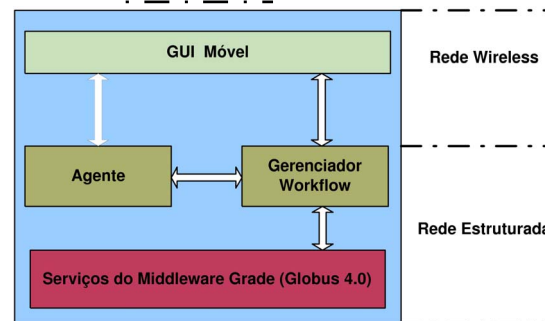 GUI Móvel
Rede Wireless
Agente
Gerenciador
Workflow
Rede Estruturada
Serviços do Middleware Grade (Globus 4.0)